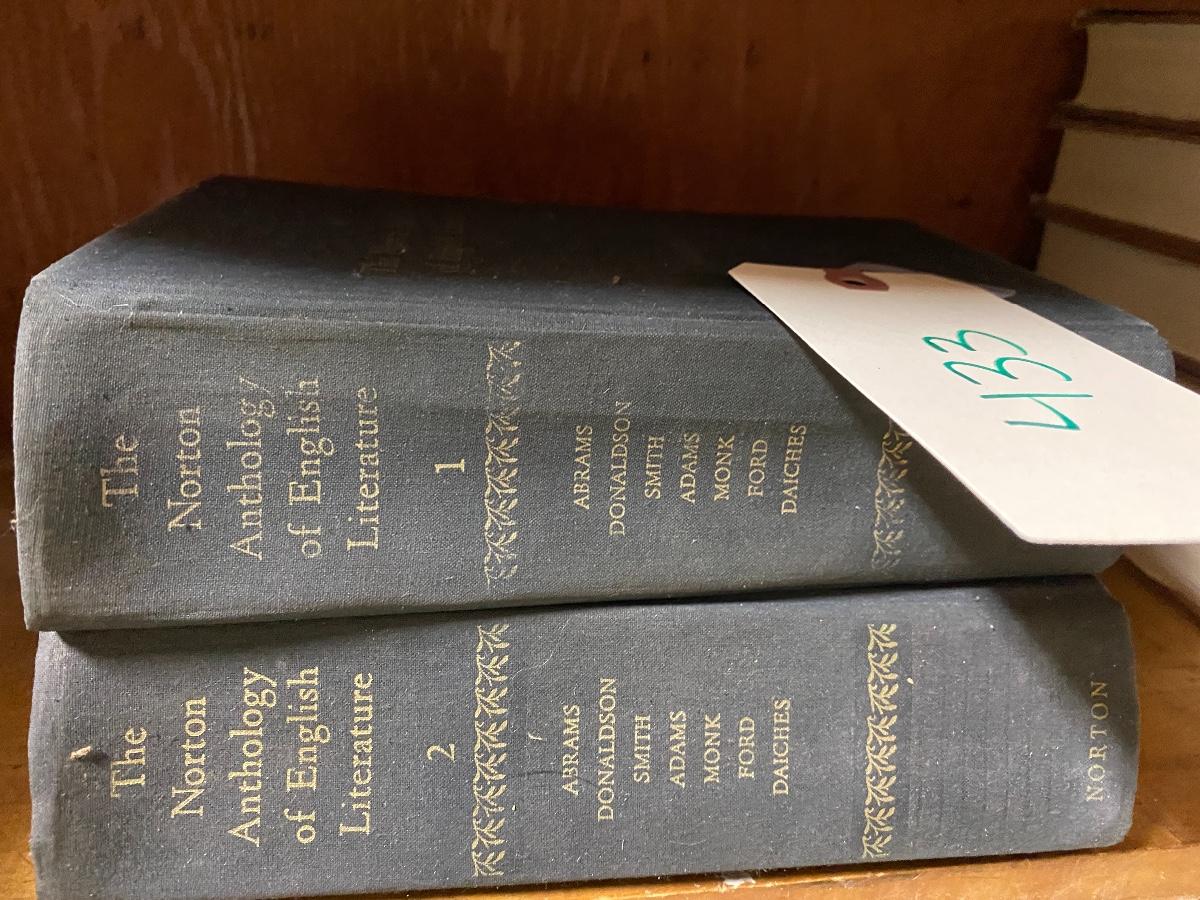 The
Norton
Anthology
of English
Literature
1
ABRAMS
DONALDSON
SMITH
ADAMS
MONK
FORD
DAICHES
433
The
Norton
Anthology
of English
Literature
2
ABRAMS
DONALDSON
SMITH
ADAMS
MONK
FORD
DAICHES
NORTON